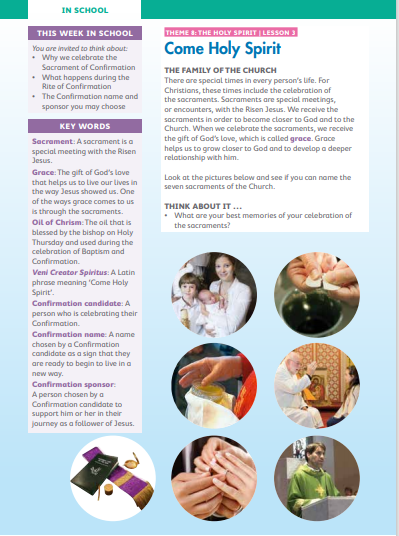 IN SCHOOL
THIS WEEK IN SCHOOL
You are invited to think about:
• Why we celebrate the
Sacrament of Confirmation
• What happens during the
Rite of Confirmation
• The Confirmation name and
sponsor you may choose
KEY WORDS
Sacrament: A sacrament is a
special meeting with the Risen
Jesus.
Grace: The gift of God's love
that helps us to live our lives in
the way Jesus showed us. One
of the ways grace comes to us
is through the sacraments.
Oil of Chrism: The oil that is
blessed by the bishop on Holy
Thursday and used during the
celebration of Baptism and
Confirmation.
Veni Creator Spiritus: A Latin
phrase meaning 'Come Holy
Spirit'.
Confirmation candidate: A
person who is celebrating their
Confirmation.
Confirmation name: A name
chosen by a Confirmation
candidate as a sign that they
are ready to begin to live in a
new way.
Confirmation sponsor:
A person chosen by a
Confirmation candidate to
support him or her in their
journey as a follower of Jesus.
THEME 8: THE HOLY SPIRIT | LESSON 3
Come Holy Spirit
THE FAMILY OF THE CHURCH
There are special times in every person's life. For
Christians, these times include the celebration of
the sacraments. Sacraments are special meetings,
or encounters, with the Risen Jesus. We receive the
sacraments in order to become closer to God and to the
Church. When we celebrate the sacraments, we receive
the gift of God's love, which is called grace. Grace
helps us to grow closer to God and to develop a deeper
relationship with him.
Look at the pictures below and see if you can name the
seven sacraments of the Church.
THINK ABOUT IT ...
• What are your best memories of your celebration of
the sacraments?